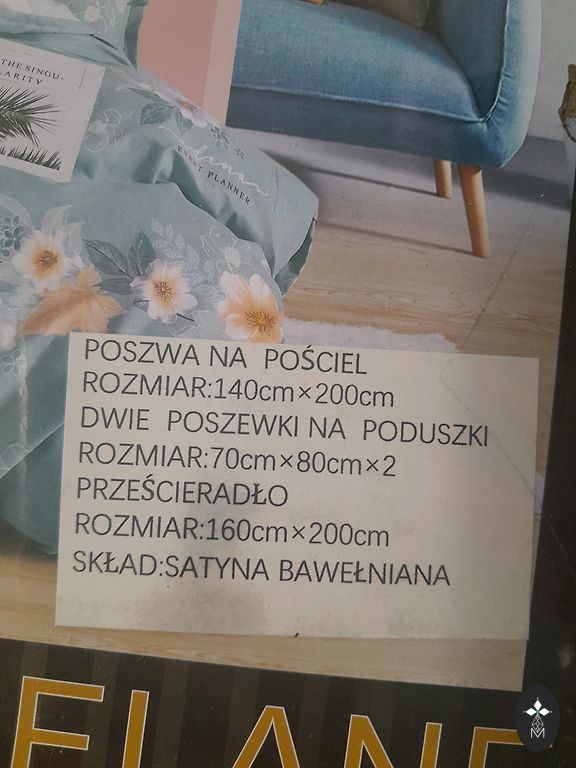 THE SINGU-
LARITY
EVENT PLANNER
POSZWA NA POŚCIEL
ROZMIAR:140cm×200cm
DWIE POSZEWKI NA PODUSZKI
ROZMIAR:70cm×80cm×2
PRZEŚCIERADŁO
ROZMIAR:160cm×200cm
SKŁAD:SATYNA BAWEŁNIANA
M